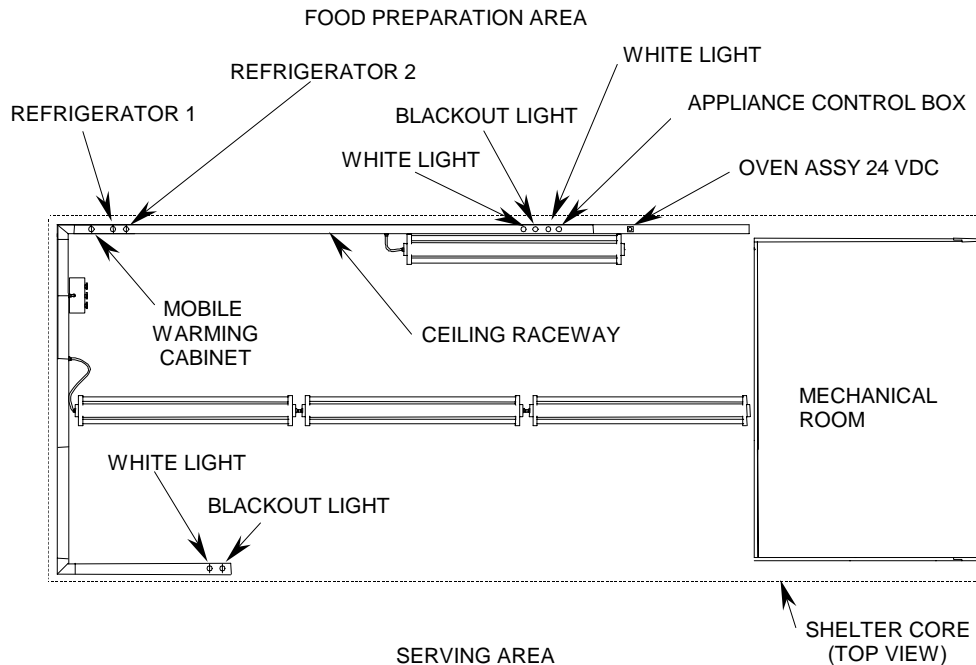 FOOD PREPARATION AREA
WHITE LIGHT
REFRIGERATOR 2
REFRIGERATOR 1
APPLIANCE CONTROL BOX
BLACKOUT LIGHT
WHITE LIGHT
OVEN ASSY 24 VDC
MOBILE
WARMING
CABINET
CEILING RACEWAY
MECHANICAL
ROOM
WHITE LIGHT
BLACKOUT LIGHT
SHELTER CORE
(TOP VIEW)
SERVING AREA